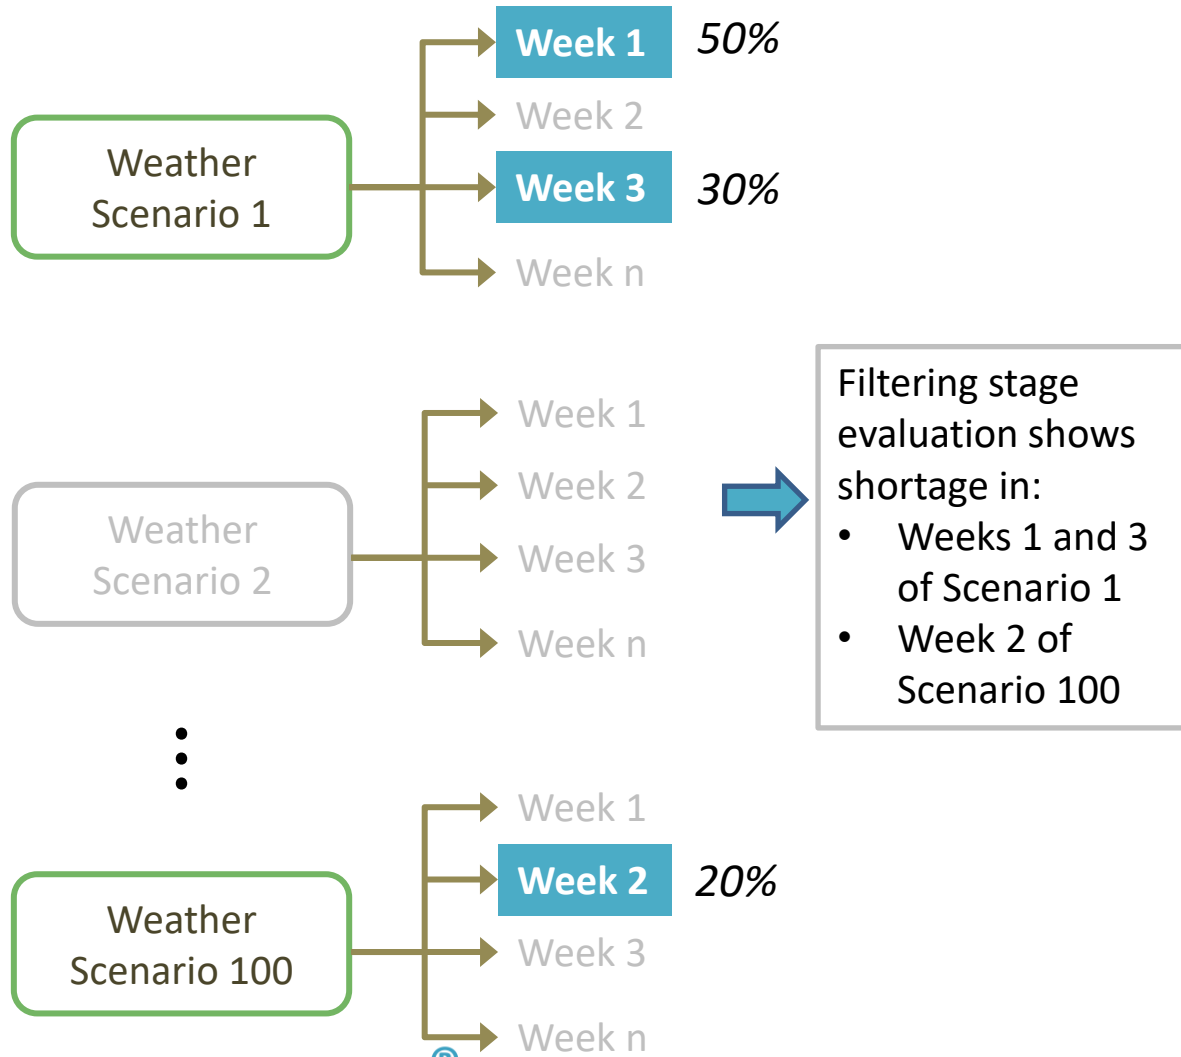 Week 1 50%
Week 2
Weather
Scenario 1
Week 3 30%
Week n
Weather
Scenario 2
Week 1
Week 2
Week 3
Week n
Filtering stage
evaluation shows
shortage in:
• Weeks 1 and 3
of Scenario 1
• Week 2 of
Scenario 100
Weather
Scenario 100
Week 1
Week 2 20%
Week 3
Week n